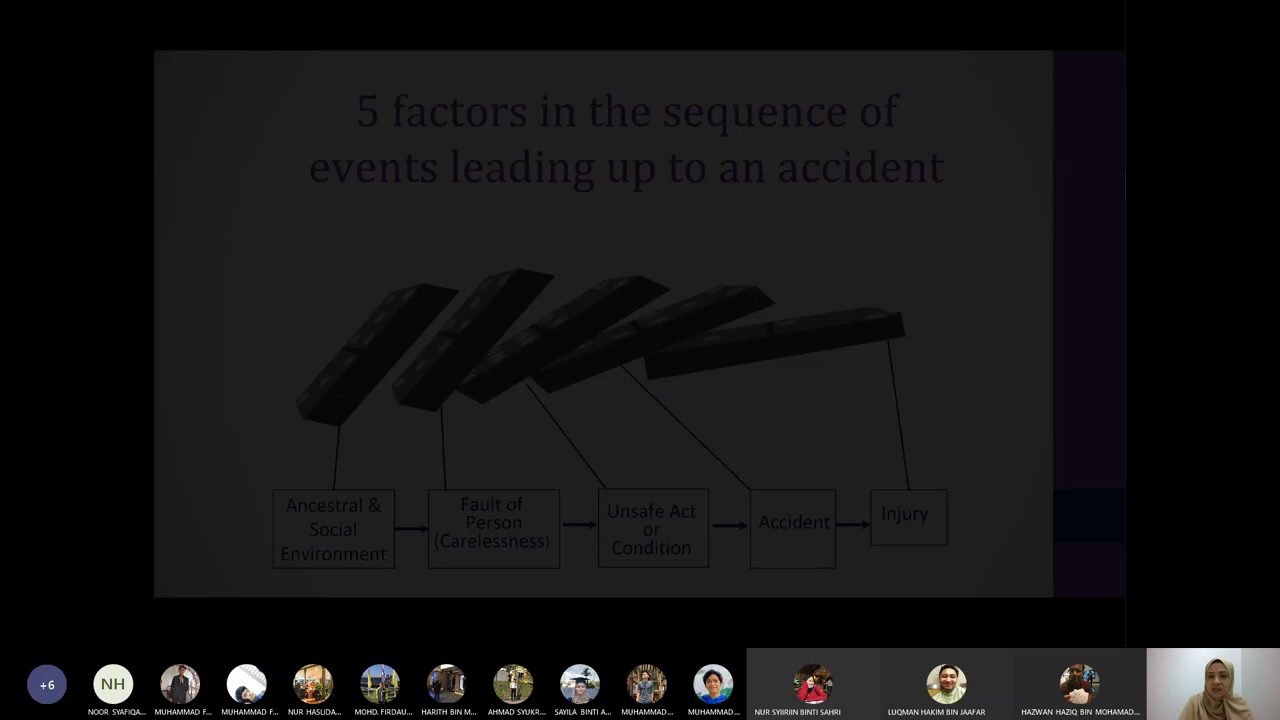 5 factors in the sequence of
events leading up to an accident
Ancestral &
Social
Environment
Fault of
Person
(Carelessness)
Unsafe Act
or
Condition
Accident
Injury
+6
NH
NOOR SYAFIQA...
MUHAMMAD F...
MUHAMMAD F...
NUR HASLIDA...
MOHD. FIRDAU...
HARITH BIN M...
AHMAD SYUKR...
SAYILA BINTI A...
MUHAMMAD ...
MUHAMMAD...
NUR SYIIRIIN BINTI SAHRI
LUQMAN HAKIM BIN JAAFAR
HAZWAN HAZIQ BIN MOHAMAD...